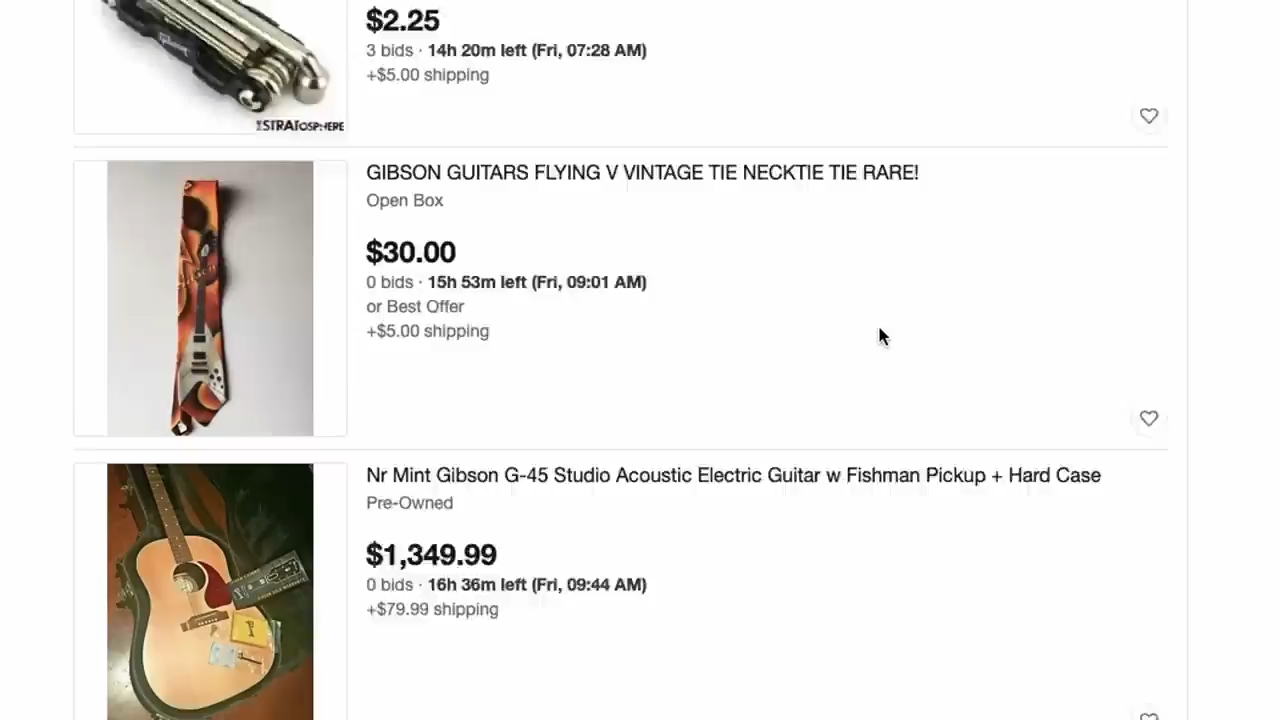 $2.25
3 bids · 14h 20m left (Fri, 07:28 AM)
+$5.00 shipping
STRATOSPHERE
GIBSON GUITARS FLYING V VINTAGE TIE NECKTIE TIE RARE!
Open Box
$30.00
0 bids · 15h 53m left (Fri, 09:01 AM)
or Best Offer
+$5.00 shipping
Nr Mint Gibson G-45 Studio Acoustic Electric Guitar w Fishman Pickup + Hard Case
Pre-Owned
$1,349.99
0 bids · 16h 36m left (Fri, 09:44 AM)
+$79.99 shipping